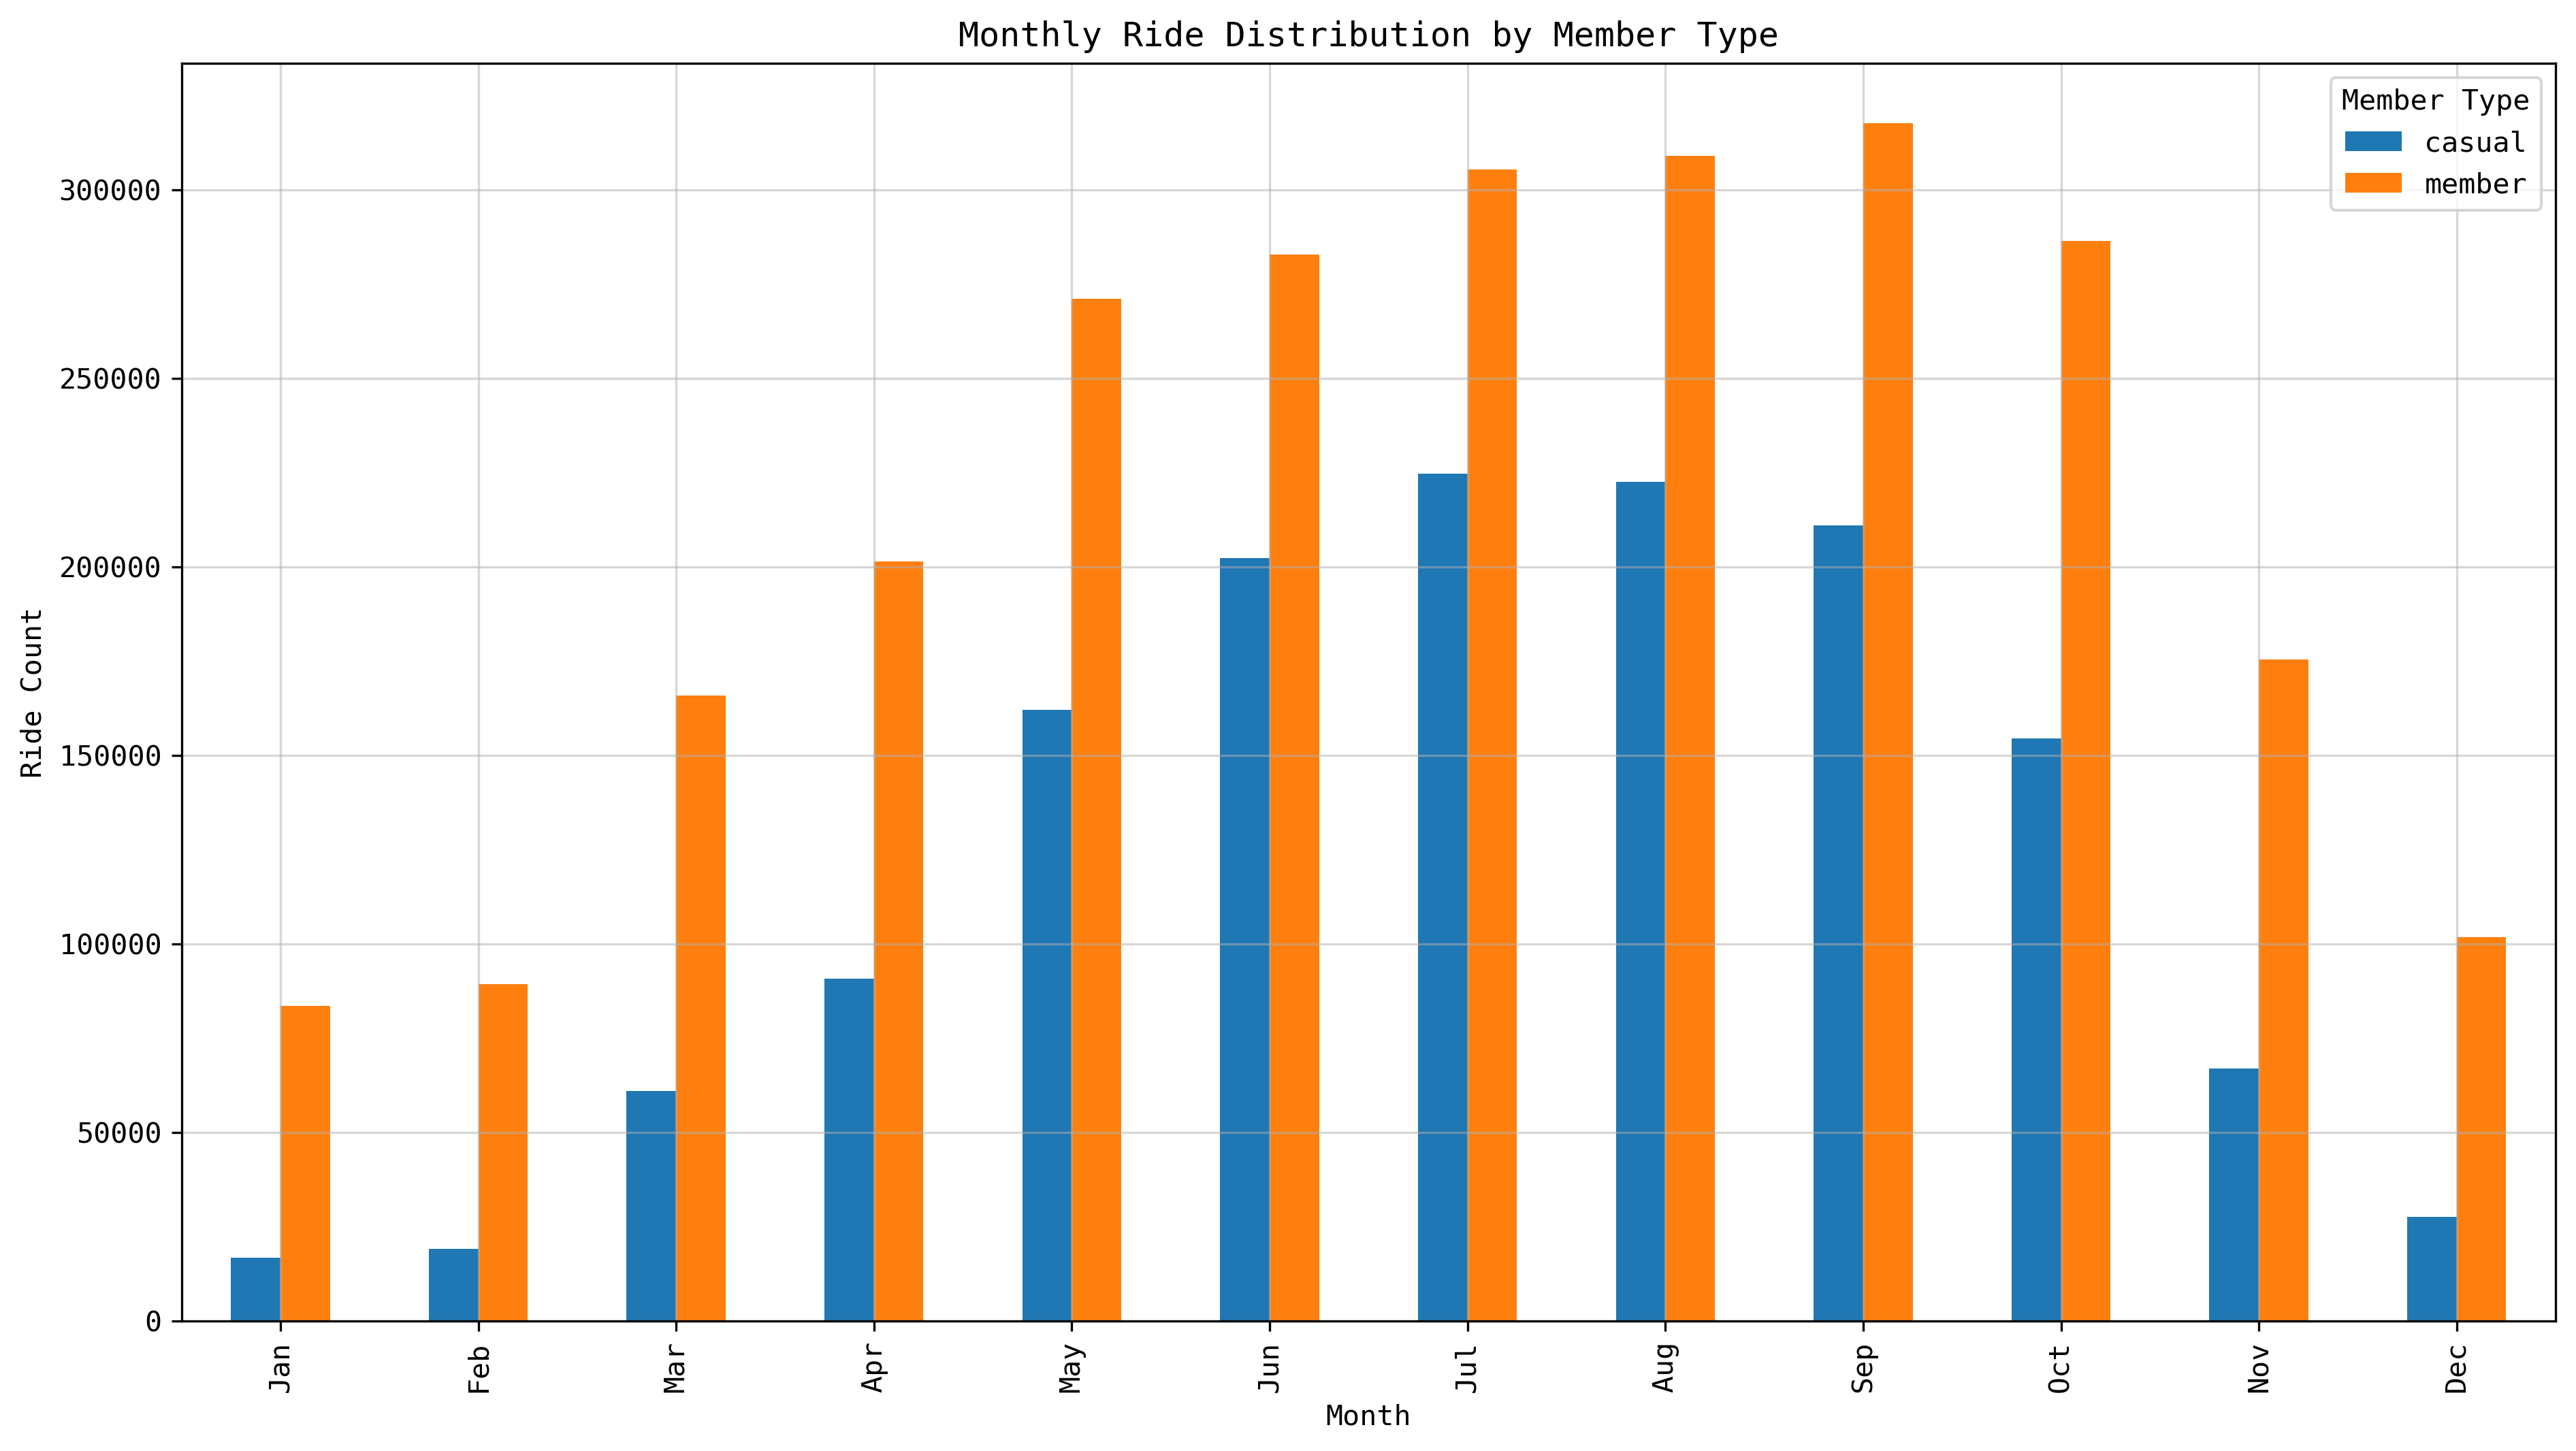 Monthly Ride Distribution by Member Type
Member Type
casual
member
Ride Count
300000
250000
200000
150000
100000
50000
0
Jan
Feb
Mar
Apr
May
Jun
Jul
Aug
Sep
Oct
Nov
Dec
Month